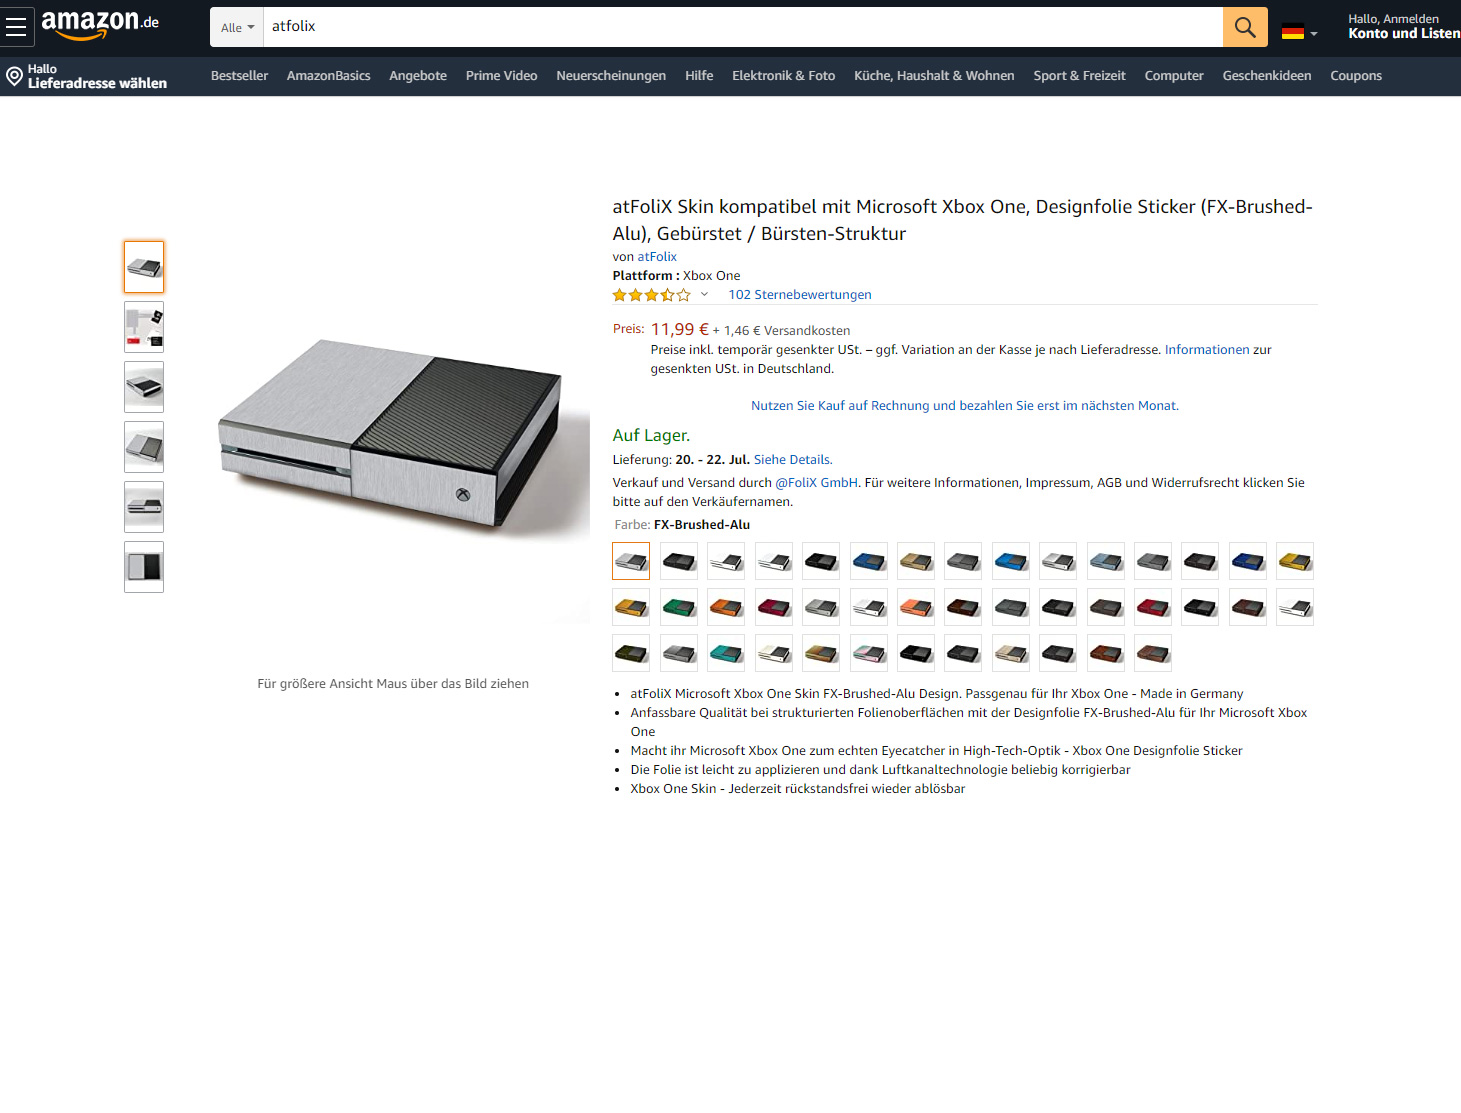 amazon.de
Alle
atfolix
Hallo, Anmelden
Konto und Listen
Hallo
Lieferadresse wählen
Bestseller AmazonBasics Angebote Prime Video Neuerscheinungen Hilfe Elektronik & Foto Küche, Haushalt & Wohnen Sport & Freizeit Computer Geschenkideen Coupons
atFoliX Skin kompatibel mit Microsoft Xbox One, Designfolie Sticker (FX-Brushed-
Alu), Gebürstet / Bürsten-Struktur
von atFolix
Plattform : Xbox One
102 Sternebewertungen
Preis: 11,99 € + 1,46 € Versandkosten
Preise inkl. temporär gesenkter USt. – ggf. Variation an der Kasse je nach Lieferadresse. Informationen zur
gesenkten USt. in Deutschland.
Nutzen Sie Kauf auf Rechnung und bezahlen Sie erst im nächsten Monat.
Auf Lager.
Lieferung: 20. - 22. Jul. Siehe Details.
Verkauf und Versand durch @FoliX GmbH. Für weitere Informationen, Impressum, AGB und Widerrufsrecht klicken Sie
bitte auf den Verkäufernamen.
Farbe: FX-Brushed-Alu
Für größere Ansicht Maus über das Bild ziehen
• atFoliX Microsoft Xbox One Skin FX-Brushed-Alu Design. Passgenau für Ihr Xbox One - Made in Germany
• Anfassbare Qualität bei strukturierten Folienoberflächen mit der Designfolie FX-Brushed-Alu für Ihr Microsoft Xbox
One
• Macht ihr Microsoft Xbox One zum echten Eyecatcher in High-Tech-Optik - Xbox One Designfolie Sticker
• Die Folie ist leicht zu applizieren und dank Luftkanaltechnologie beliebig korrigierbar
• Xbox One Skin - Jederzeit rückstandsfrei wieder ablösbar